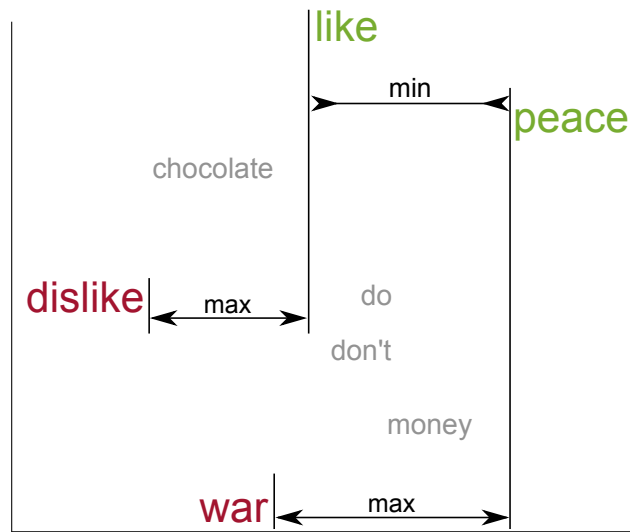 like
min
peace
chocolate
dislike
max
do
don't
money
war
max